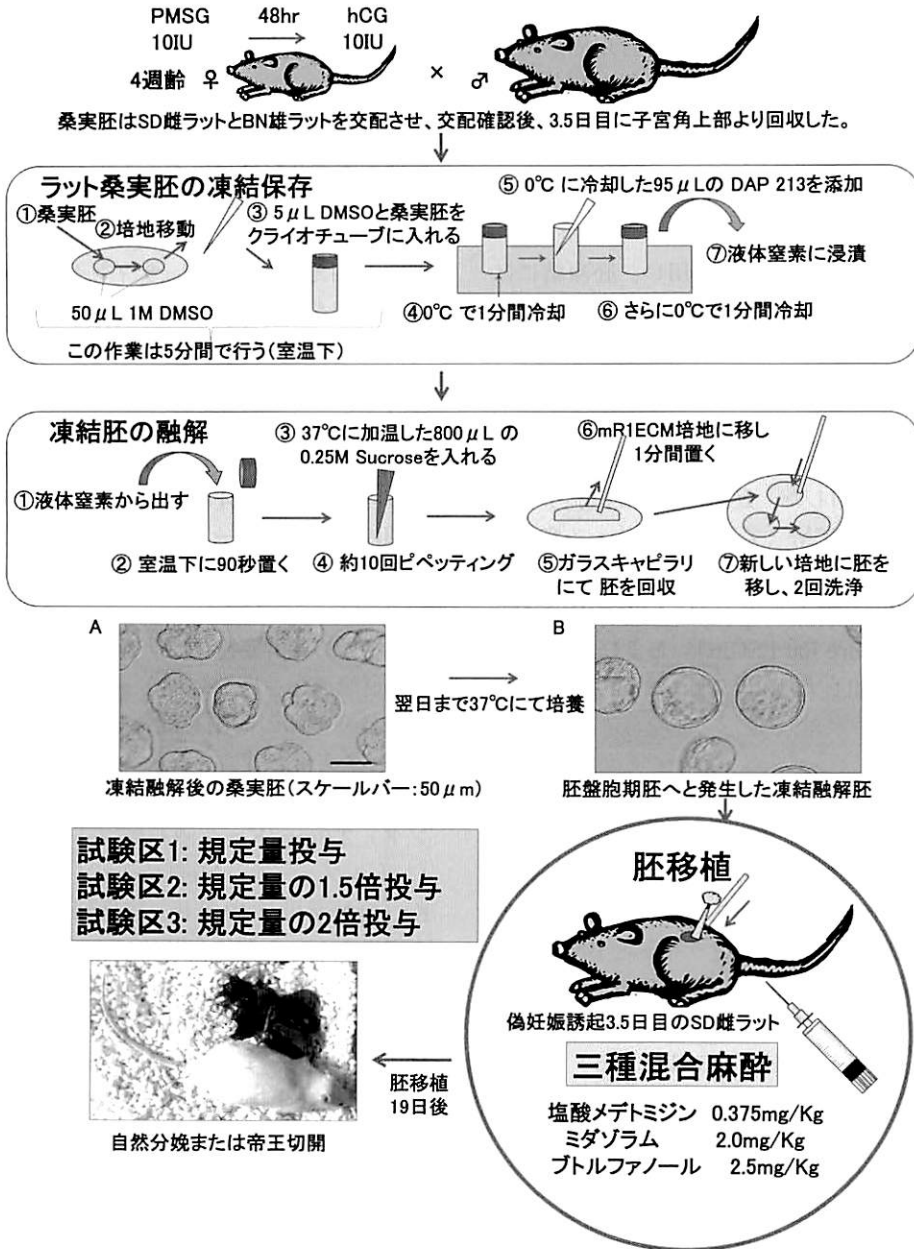 PMSG 48hr hCG
10IU 10IU
4週齢 ♀ × ♂
桑実胚はSD雌ラットとBN雄ラットを交配させ、交配確認後、3.5日目に子宮角上部より回収した。
ラット桑実胚の凍結保存
①桑実胚
②培地移動
50μL 1M DMSO
この作業は5分間で行う(室温下)
③ 5μL DMSOと桑実胚を
クライオチューブに入れる
④0℃ で1分間冷却
⑤ 0℃ に冷却した95μLの DAP 213を添加
⑥ さらに0℃で1分間冷却
⑦液体窒素に浸漬
凍結胚の融解
①液体窒素から出す
② 室温下に90秒置く
③ 37℃に加温した800μL の
0.25M Sucroseを入れる
④ 約10回ピペッティング
⑤ガラスキャピラリ
にて 胚を回収
⑥mR1ECM培地に移し
1分間置く
⑦新しい培地に胚を
移し、2回洗浄
A
凍結融解後の桑実胚(スケールバー:50μm)
翌日まで37℃にて培養
B
胚盤胞期胚へと発生した凍結融解胚
胚移植
偽妊娠誘起3.5日目のSD雌ラット
三種混合麻酔
塩酸メデトミジン 0.375mg/Kg
ミダゾラム 2.0mg/Kg
ブトルファノール 2.5mg/Kg
胚移植
19日後
試験区1: 規定量投与
試験区2: 規定量の1.5倍投与
試験区3: 規定量の2倍投与
自然分娩または帝王切開